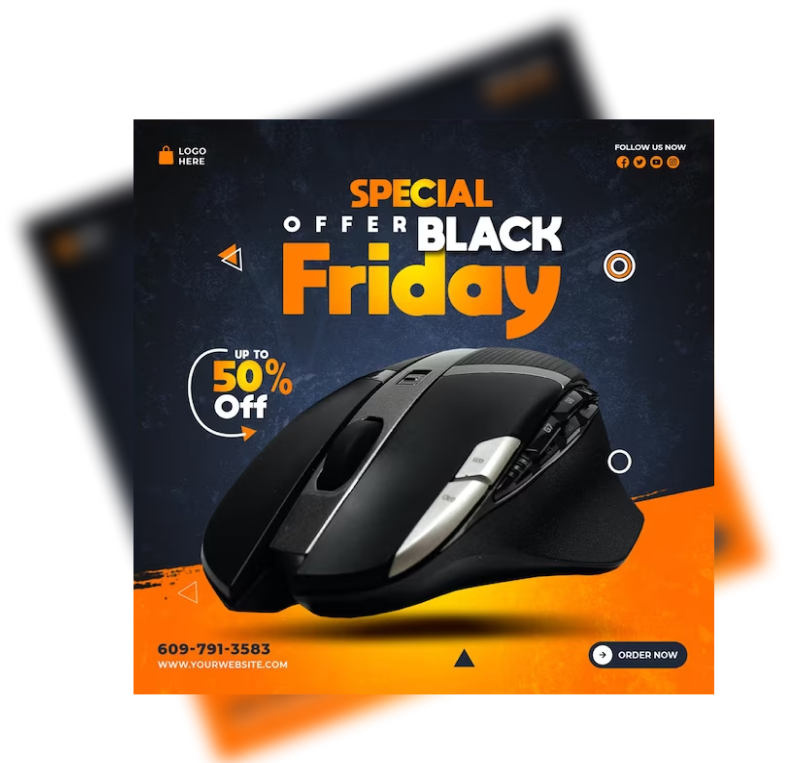 LOGO
HERE
FOLLOW US NOW
SPECIAL
OFFER BLACK
Friday
UP TO
50%
Off
609-791-3583
WWW.YOURWEBSITE.COM
ORDER NOW